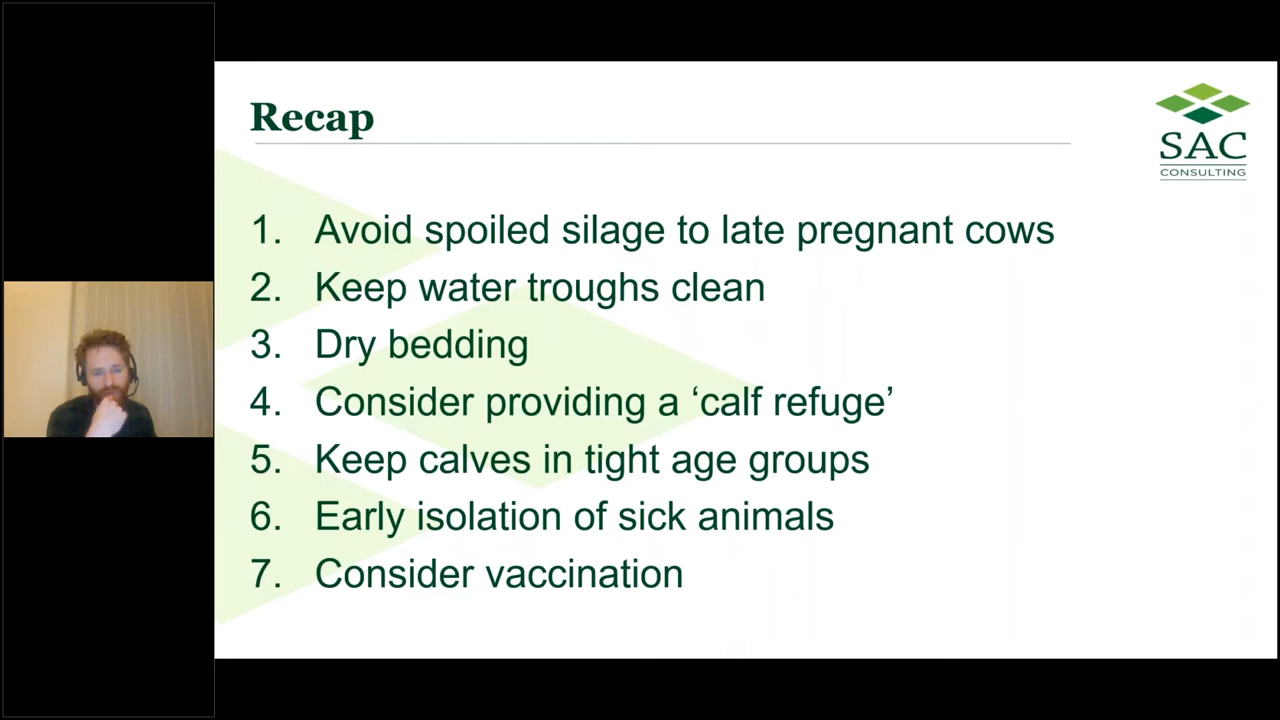 Recap
SAC
CONSULTING
1. Avoid spoiled silage to late pregnant cows
2. Keep water troughs clean
3. Dry bedding
4. Consider providing a ‘calf refuge’
5. Keep calves in tight age groups
6. Early isolation of sick animals
7. Consider vaccination